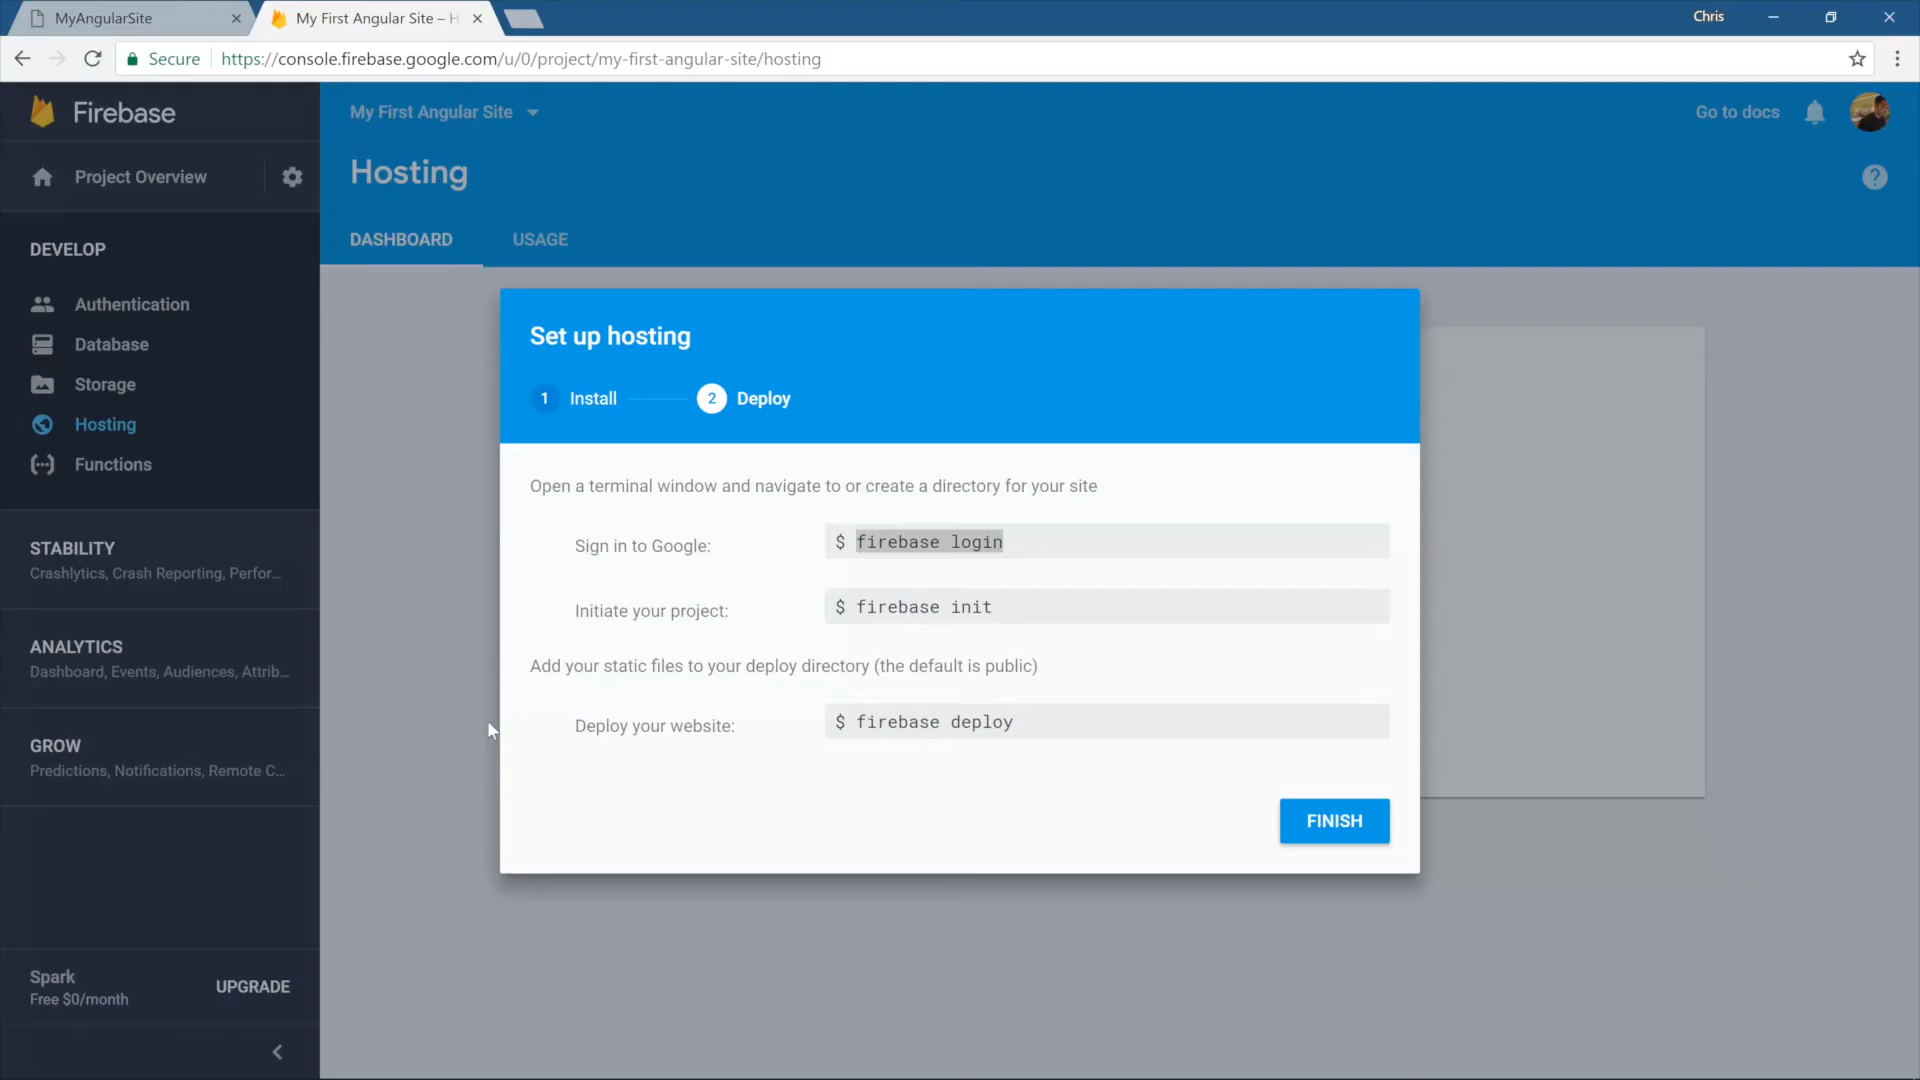 MyAngularSite
My First Angular Site – H
Chris
Secure
https://console.firebase.google.com/u/0/project/my-first-angular-site/hosting
Firebase
My First Angular Site
Go to docs
Project Overview
Hosting
DASHBOARD
USAGE
DEVELOP
Authentication
Database
Storage
Hosting
Functions
STABILITY
Crashlytics, Crash Reporting, Perfor...
ANALYTICS
Dashboard, Events, Audiences, Attrib...
GROW
Predictions, Notifications, Remote C...
Spark
Free $0/month
UPGRADE
Set up hosting
1 Install
2 Deploy
Open a terminal window and navigate to or create a directory for your site
Sign in to Google:
$ firebase login
Initiate your project:
$ firebase init
Add your static files to your deploy directory (the default is public)
Deploy your website:
$ firebase deploy
FINISH